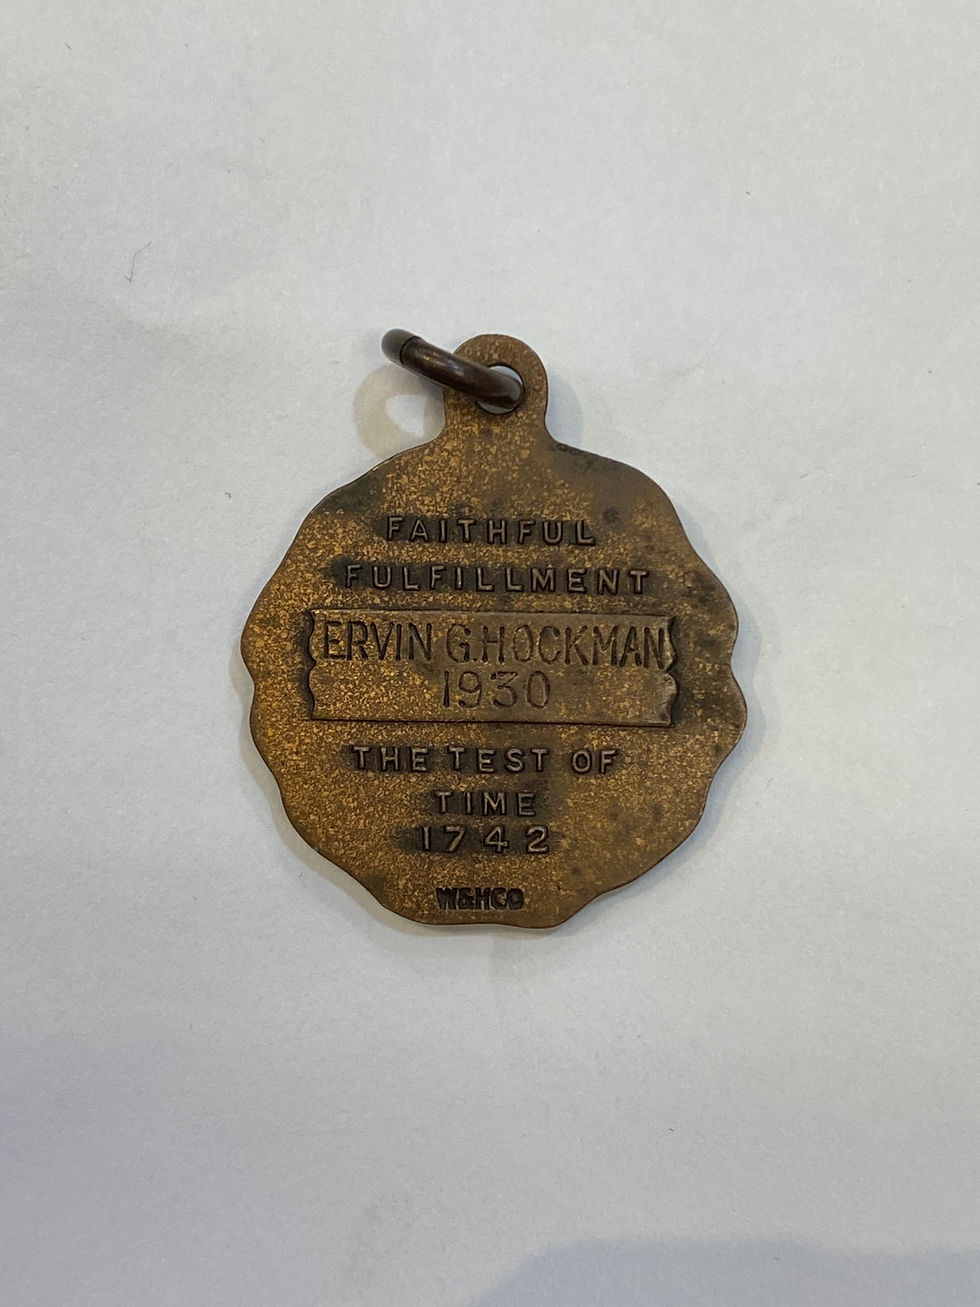 FAITHFUL
FULFILLMENT
ERVIN G. HOCKMAN
1930
THE TEST OF
TIME
1742
W&HCO